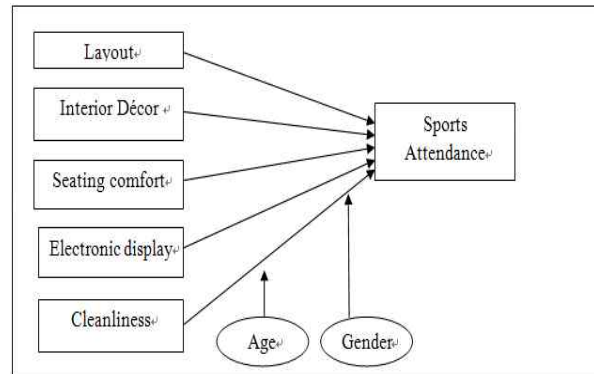 Layout
Interior Décor
Seating comfort
Electronic display
Cleanliness
Sports
Attendance
Age
Gender